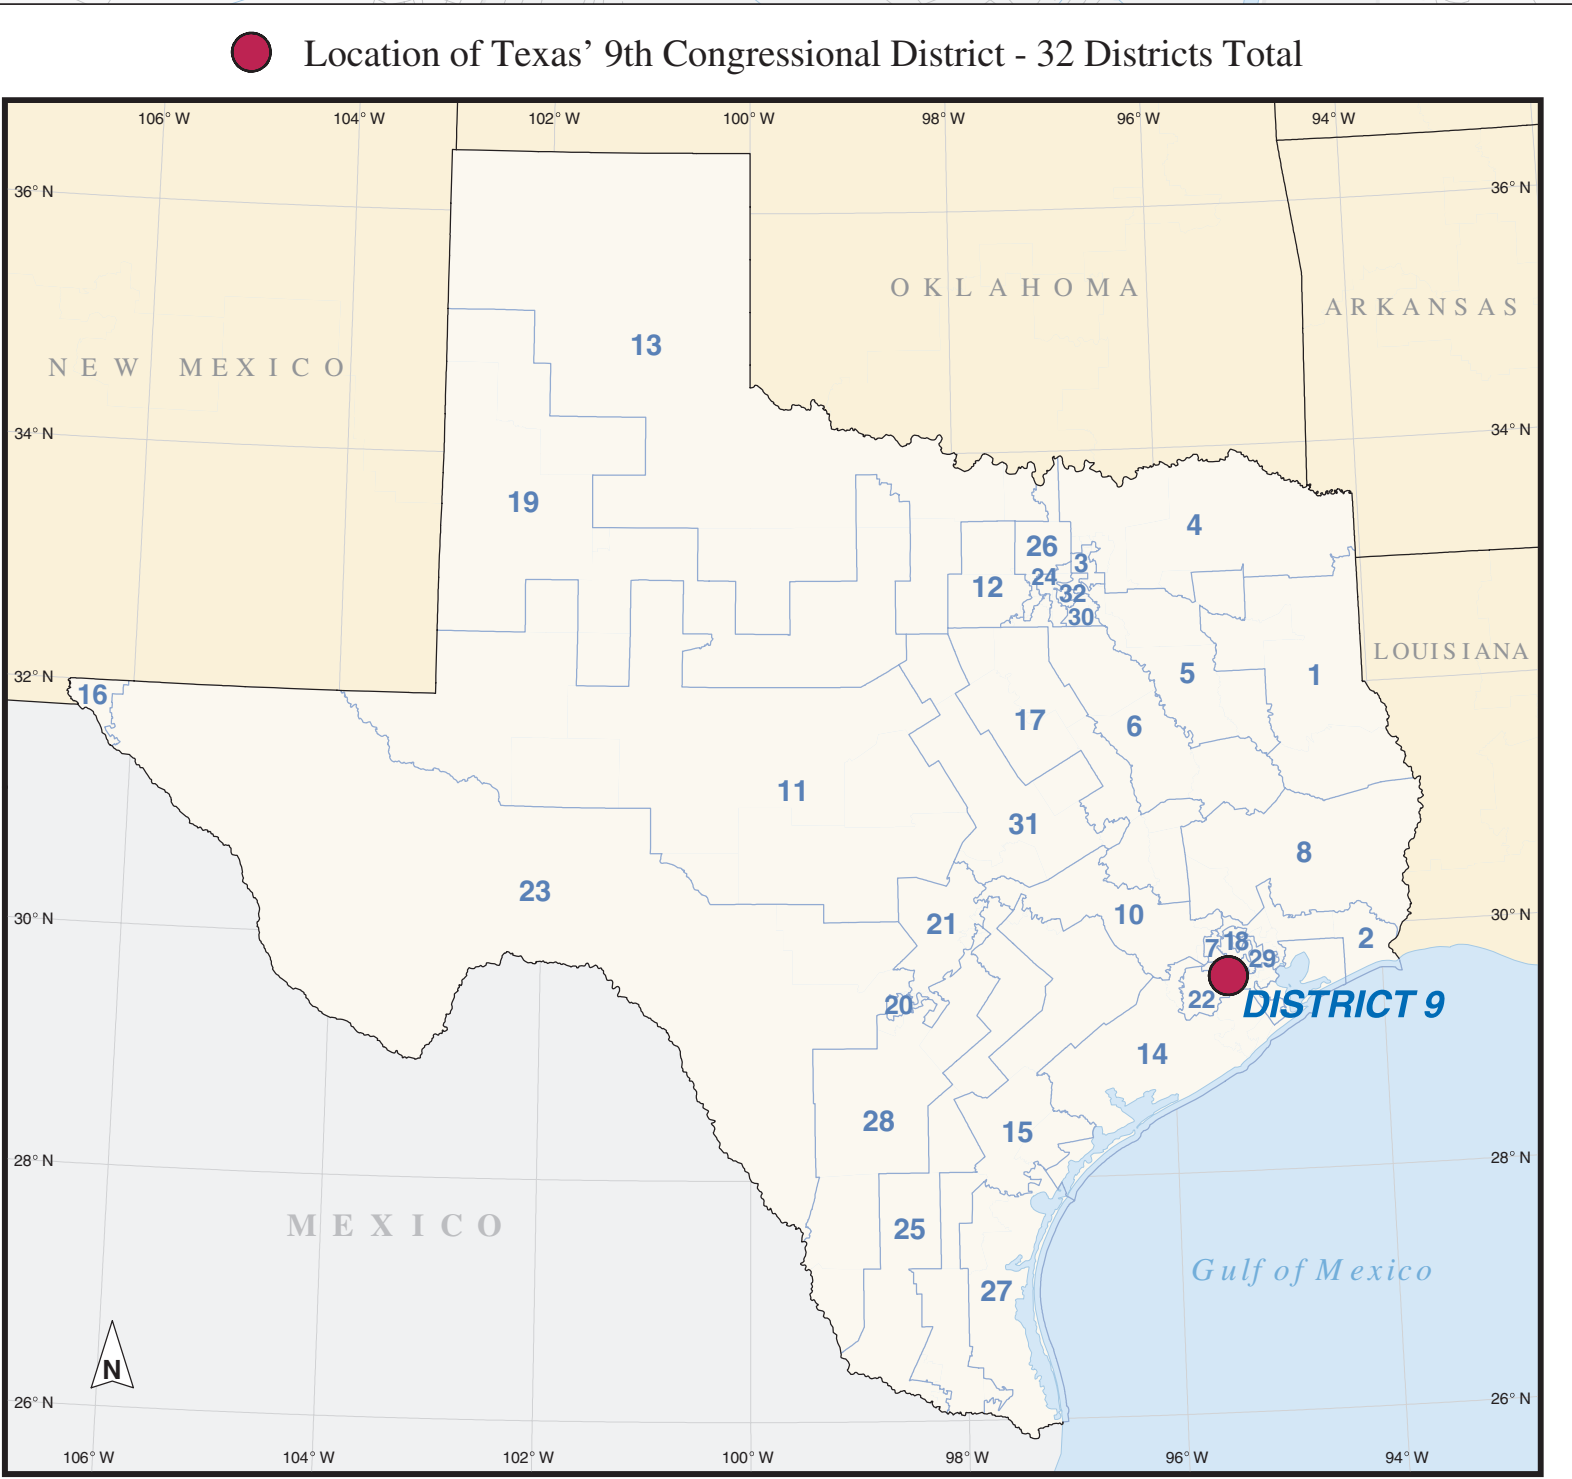 Location of Texas’ 9th Congressional District - 32 Districts Total
106° W 104° W 102° W 100° W 98° W 96° W 94° W
36° N 36° N
OKLAHOMA
ARKANSAS
13
NEW MEXICO
34° N 34° N
19
4
26
3
24
12
32
30
LOUISIANA
32° N
5
1
16
17
6
11
31
8
23
10
30° N 30° N
21
2
18
7
29
22
20
DISTRICT 9
14
28
15
28° N 28° N
MEXICO
25
Gulf of Mexico
27
N
26° N 26° N
106° W 104° W 102° W 100° W 98° W 96° W 94° W